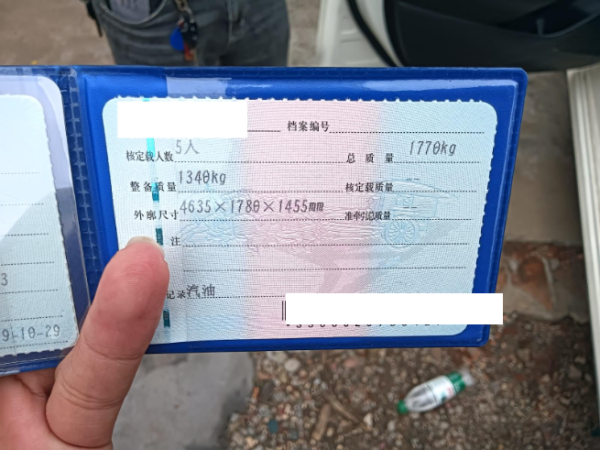 档案编号
核定载人数 5人 总质量 1770kg
整备质量 1340kg 核定载质量 --
外廓尺寸 4635×1780×1455mm 准牵引总质量 --
注
记录 汽油
3
9-10-29